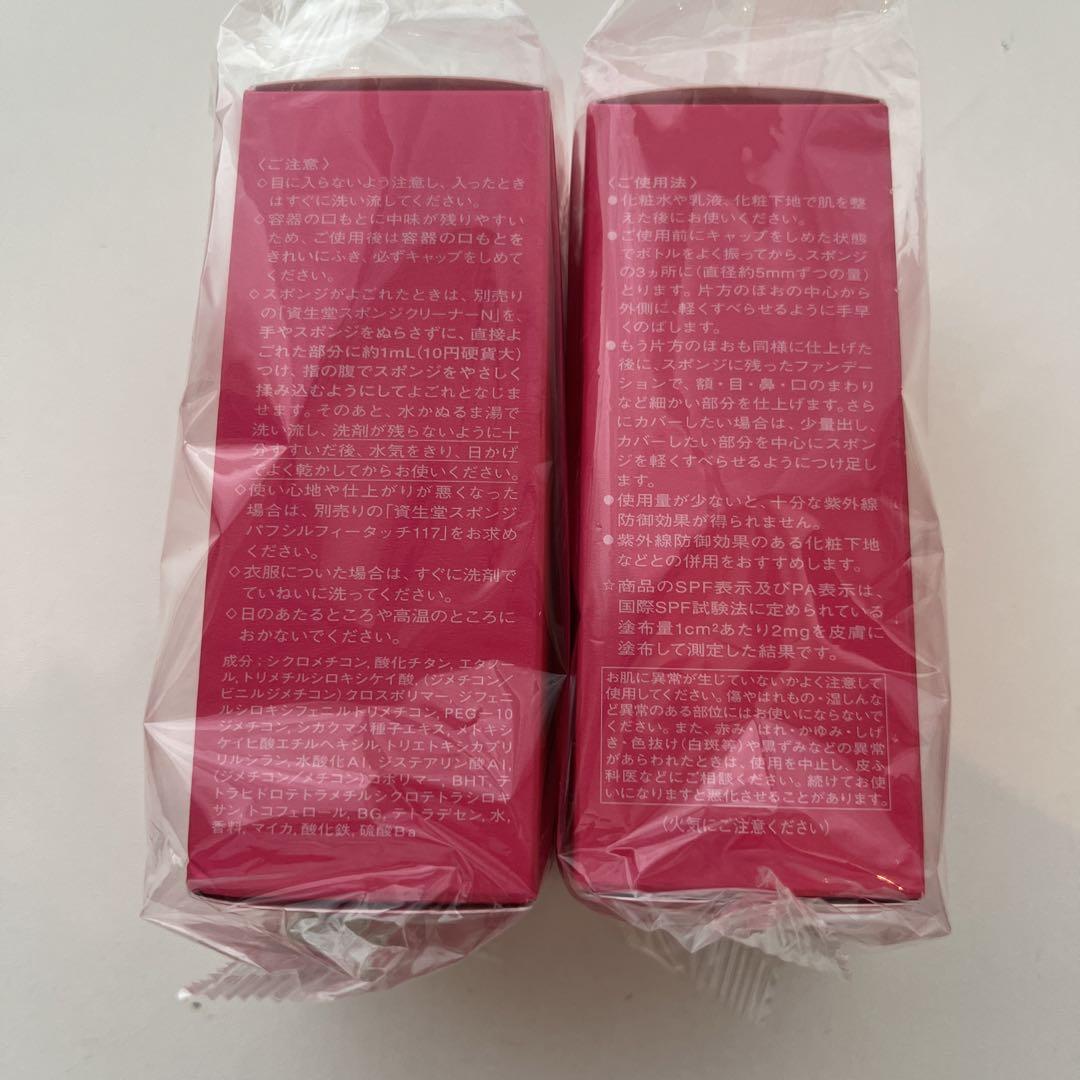 〈ご注意〉
◇目に入らないよう注意し、入ったとき
はすぐに洗い流してください。
◇容器の口もとに中味が残りやすい
ため、ご使用後は容器の口もとを
きれいにふき、必ずキャップをしめて
ください。
◇スポンジがよごれたときは、別売り
の「資生堂スポンジクリーナーN」を、
手やスポンジをぬらさずに、直接よ
ごれた部分に約1mL(10円硬貨大)
つけ、指の腹でスポンジをやさしく
揉み込むようにしてよごれとなじま
せます。そのあと、水かぬるま湯で
洗い流し、洗剤が残らないように十
分すすいだ後、水気をきり、日かげ
でよく乾かしてからお使いください。
◇使い心地や仕上がりが悪くなった
場合は、別売りの「資生堂スポンジ
パフシルフィータッチ117」をお求め
ください。
◇衣服についた場合は、すぐに洗剤で
ていねいに洗ってください。
◇日のあたるところや高温のところに
おかないでください。
成分：シクロメチコン, 酸化チタン, エタノー
ル, トリメチルシロキシケイ酸, (ジメチコン/
ビニルジメチコン)クロスポリマー, ジフェニ
ルシロキシフェニルトリメチコン, PEG－10
ジメチコン, シカクマメ種子エキス, メトキシ
ケイヒ酸エチルヘキシル, トリエトキシカプリ
リルシラン, 水酸化Al, ジステアリン酸Al,
(ジメチコン/メチコン)コポリマー, BHT, テ
トラヒドロテトラメチルシクロテトラシロキ
サン, トコフェロール, BG, テトラデセン, 水,
香料, マイカ, 酸化鉄, 硫酸Ba
〈ご使用法〉
●化粧水や乳液、化粧下地で肌を整
えた後にお使いください。
●ご使用前にキャップをしめた状態
でボトルをよく振ってから、スポンジ
の3ヵ所に(直径約5mmずつの量)
とります。片方のほおの中心から
外側に、軽くすべらせるように手早
くのばします。
●もう片方のほおも同様に仕上げた
後に、スポンジに残ったファンデー
ションで、額・目・鼻・口のまわり
など細かい部分を仕上げます。さら
にカバーしたい場合は、少量出し、
カバーしたい部分を中心にスポン
ジを軽くすべらせるようにつけ足し
ます。
●使用量が少ないと、十分な紫外線
防御効果が得られません。
●紫外線防御効果のある化粧下地
などとの併用をおすすめします。
☆商品のSPF表示及びPA表示は、
国際SPF試験法に定められている
塗布量1cm²あたり2mgを皮膚に
塗布して測定した結果です。
お肌に異常が生じていないかよく注意して
使用してください。傷やはれもの・湿しんな
ど異常のある部位にはお使いにならないで
ください。また、赤み・はれ・かゆみ・しげ
き・色抜け(白斑等)や黒ずみなどの異常
があらわれたときは、使用を中止し、皮ふ
科医などにご相談ください。続けてお使
いになりますと悪化させることがあります。
(火気にご注意ください)